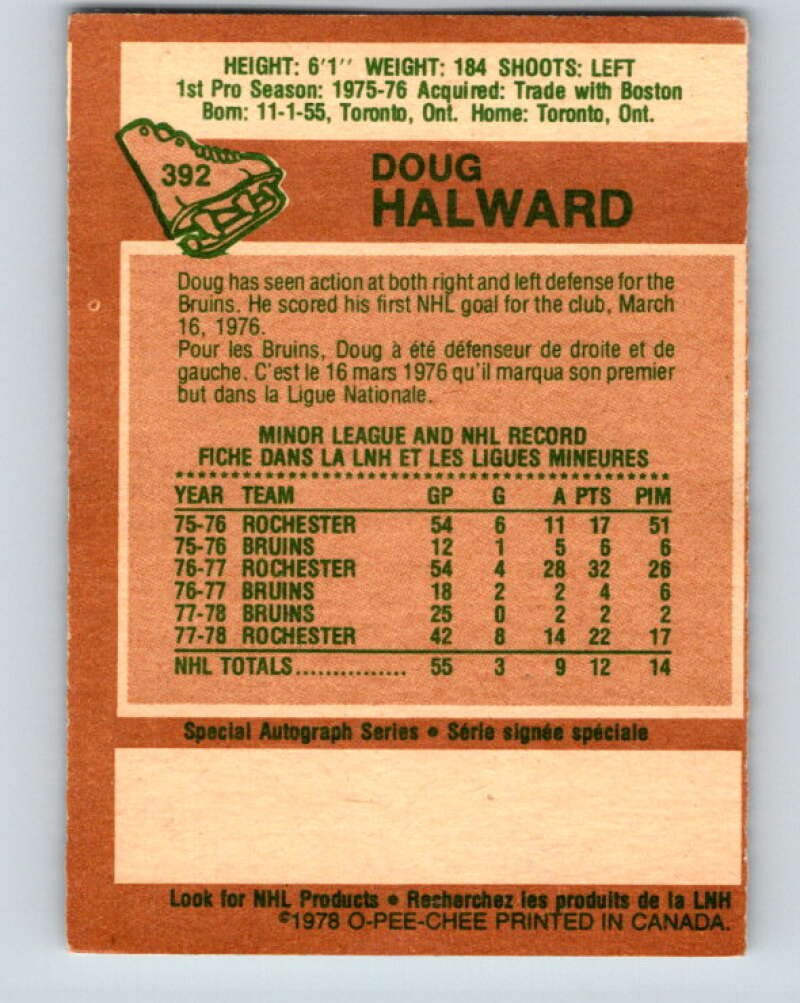 HEIGHT: 6'1'' WEIGHT: 184 SHOOTS: LEFT
1st Pro Season: 1975-76 Acquired: Trade with Boston
Born: 11-1-55, Toronto, Ont. Home: Toronto, Ont.
392
DOUG
HALWARD
Doug has seen action at both right and left defense for the
Bruins. He scored his first NHL goal for the club, March
16, 1976.
Pour les Bruins, Doug à été défenseur de droite et de
gauche. C'est le 16 mars 1976 qu'il marqua son premier
but dans la Ligue Nationale.
MINOR LEAGUE AND NHL RECORD
FICHE DANS LA LNH ET LES LIGUES MINEURES
YEAR TEAM GP G A PTS PIM
75-76 ROCHESTER 54 6 11 17 51
75-76 BRUINS 12 1 5 6 6
76-77 ROCHESTER 54 4 28 32 26
76-77 BRUINS 18 2 2 4 6
77-78 BRUINS 25 0 2 2 2
77-78 ROCHESTER 42 8 14 22 17
NHL TOTALS............... 55 3 9 12 14
Special Autograph Series • Série signée spéciale
Look for NHL Products • Recherchez les produits de la LNH
©1978 O-PEE-CHEE PRINTED IN CANADA.